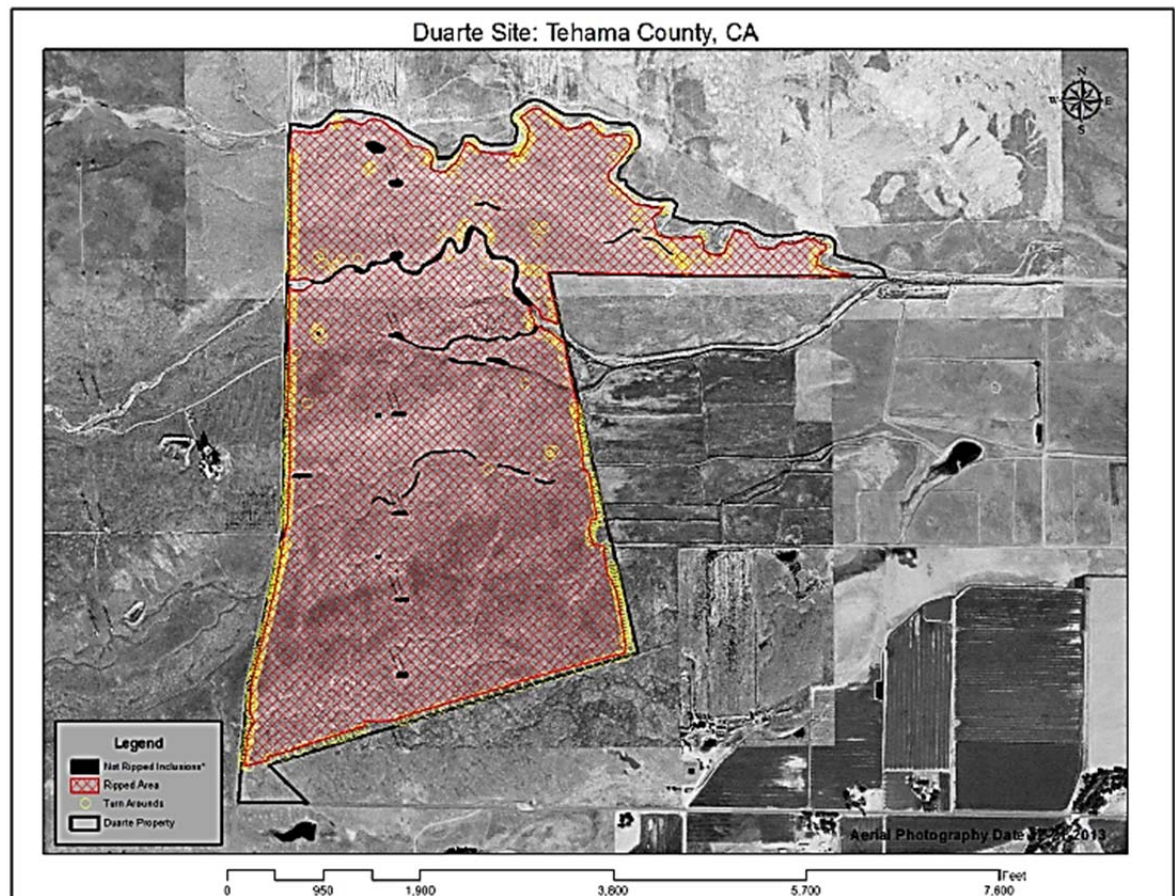 Duarte Site: Tehama County, CA
N
W E
S
Legend
Not Ripped Inclusions*
Ripped Area
Turn Arounds
Duarte Property
Aerial Photography Date 2013
Feet
0 950 1,900 3,800 5,700 7,600